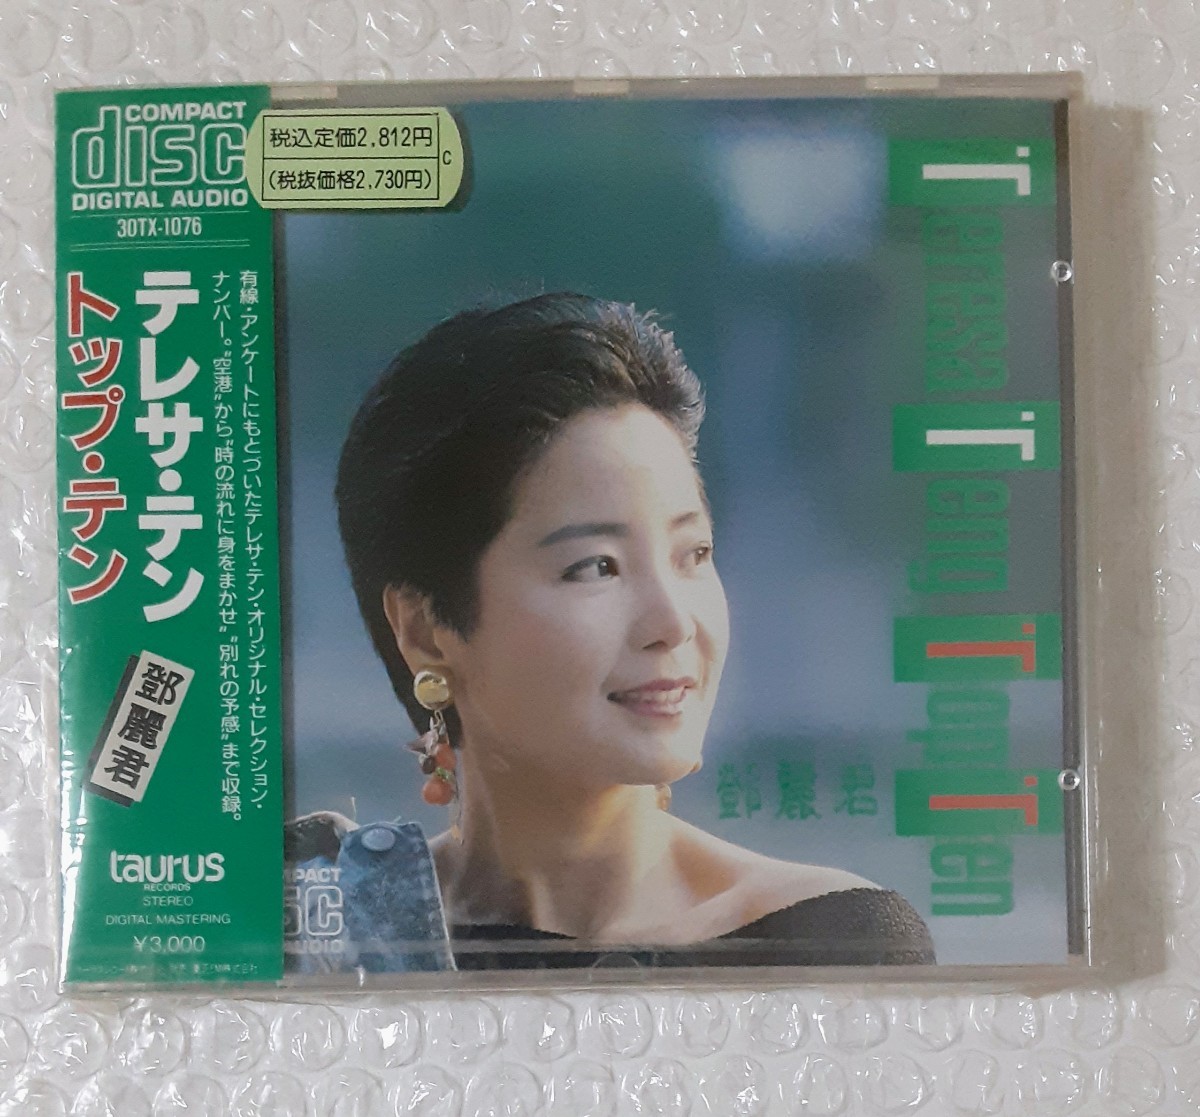 COMPACT
disc
DIGITAL AUDIO
30TX-1076
税込定価2,812円
(税抜価格2,730円)
C
有線・アンケートにもとづいたテレサ・テン・オリジナル・セレクション・
ナンバー。"空港"から"時の流れに身をまかせ" "別れの予感"まで収録。
テレサ・テン
トップ・テン
鄧麗君
taurus
RECORDS
STEREO
DIGITAL MASTERING
¥3,000
Teresa Teng Top Ten
鄧麗君
MPACT
SC
AUDIO